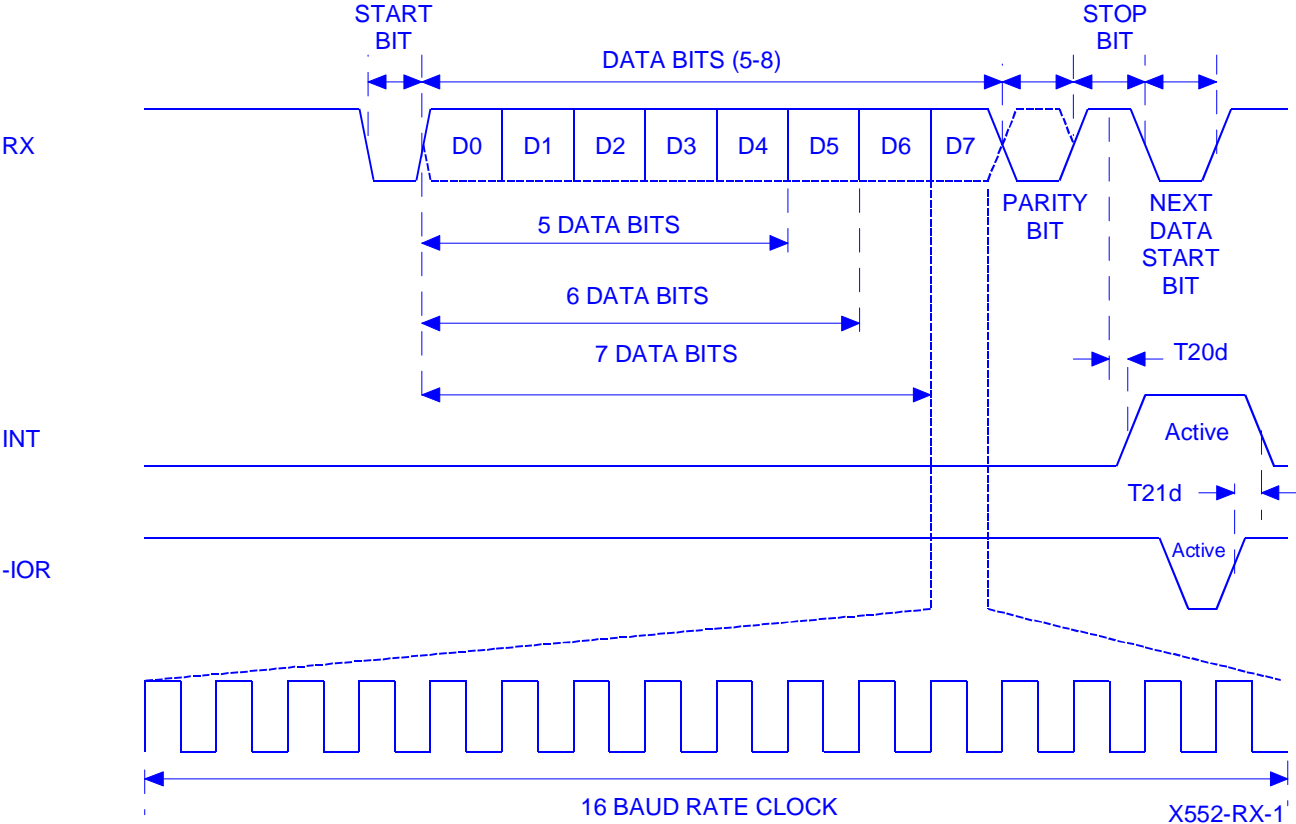 START
BIT
STOP
BIT
DATA BITS (5-8)
RX
D0 D1 D2 D3 D4 D5 D6 D7
PARITY
BIT
NEXT
DATA
START
BIT
5 DATA BITS
6 DATA BITS
7 DATA BITS
T20d
INT
Active
T21d
-IOR
Active
16 BAUD RATE CLOCK
X552-RX-1